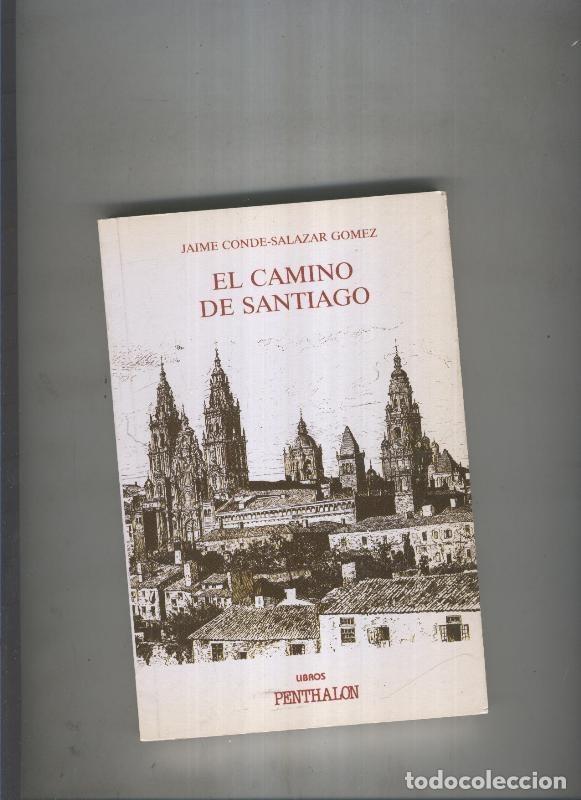 JAIME CONDE-SALAZAR GOMEZ
EL CAMINO
DE SANTIAGO
LIBROS
PENTHALON
todocoleccion